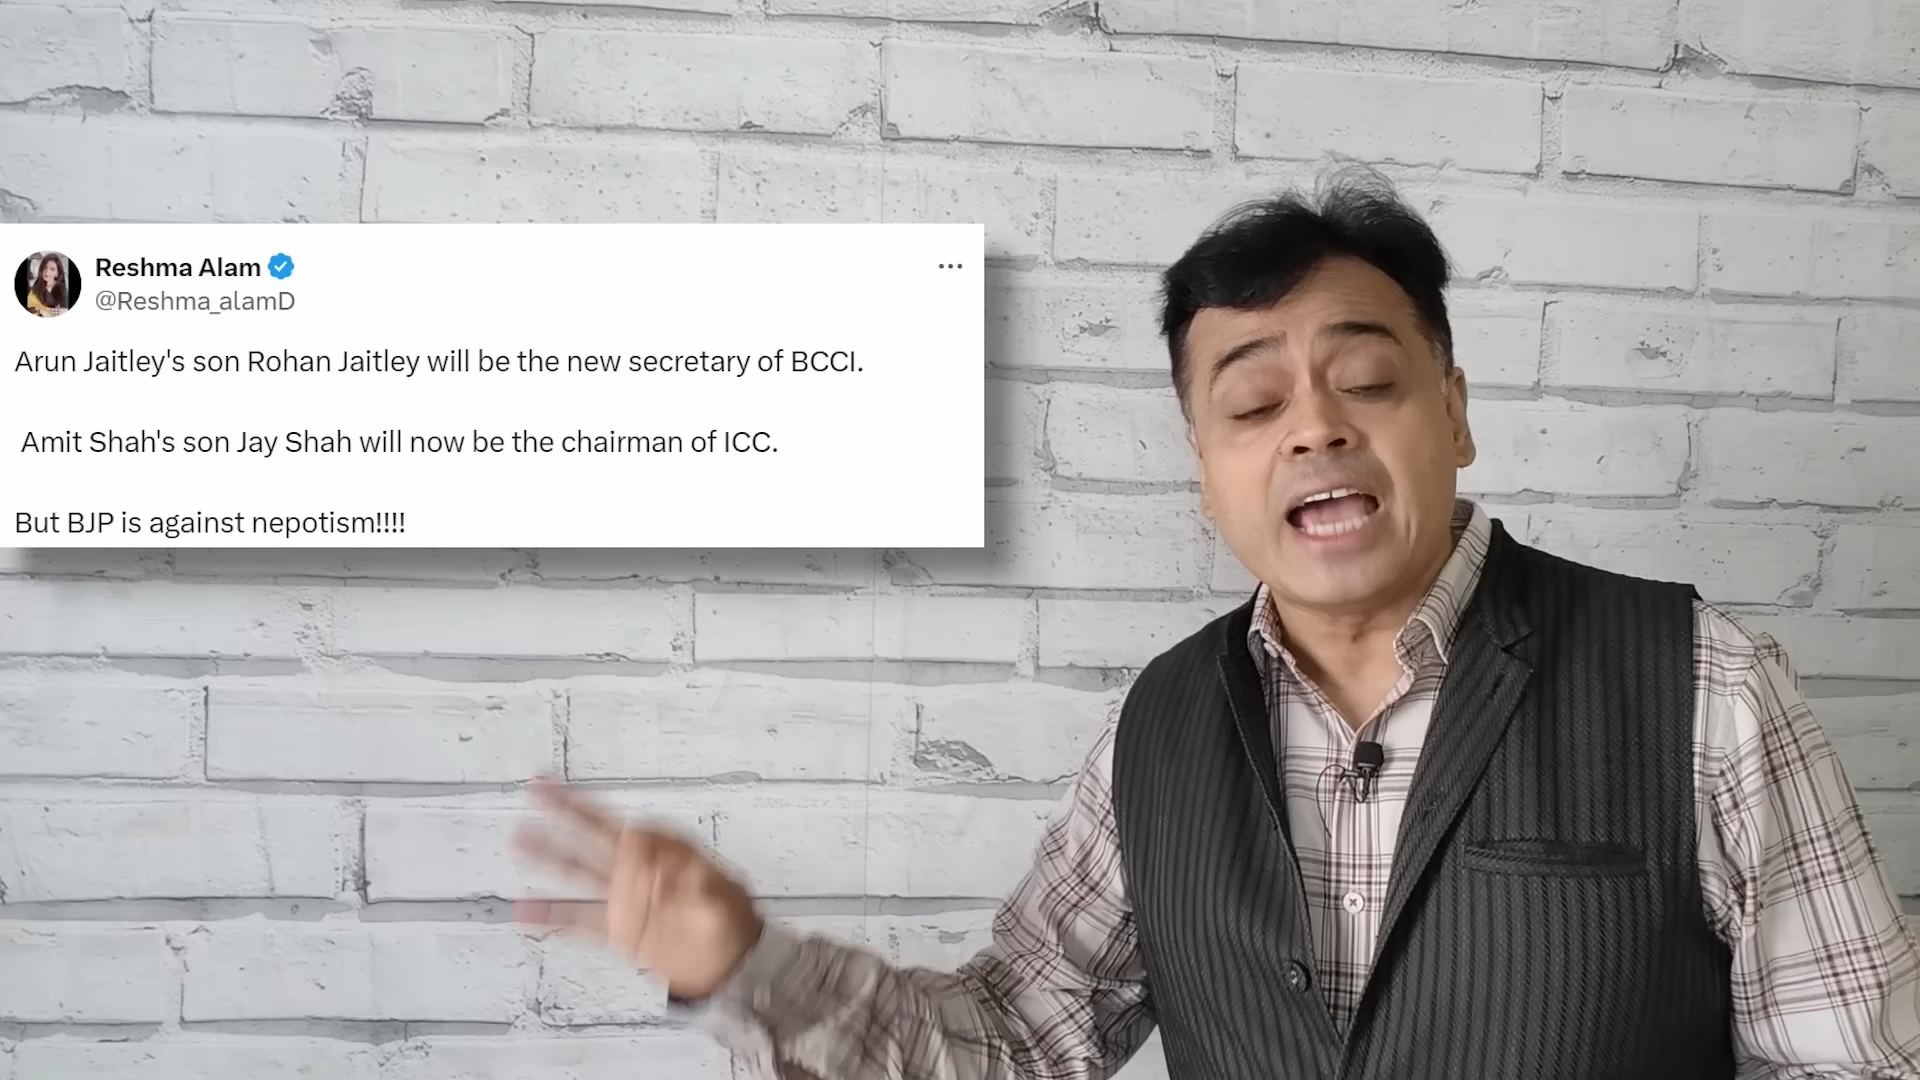 Reshma Alam
@Reshma_alamD
Arun Jaitley's son Rohan Jaitley will be the new secretary of BCCI.
Amit Shah's son Jay Shah will now be the chairman of ICC.
But BJP is against nepotism!!!!